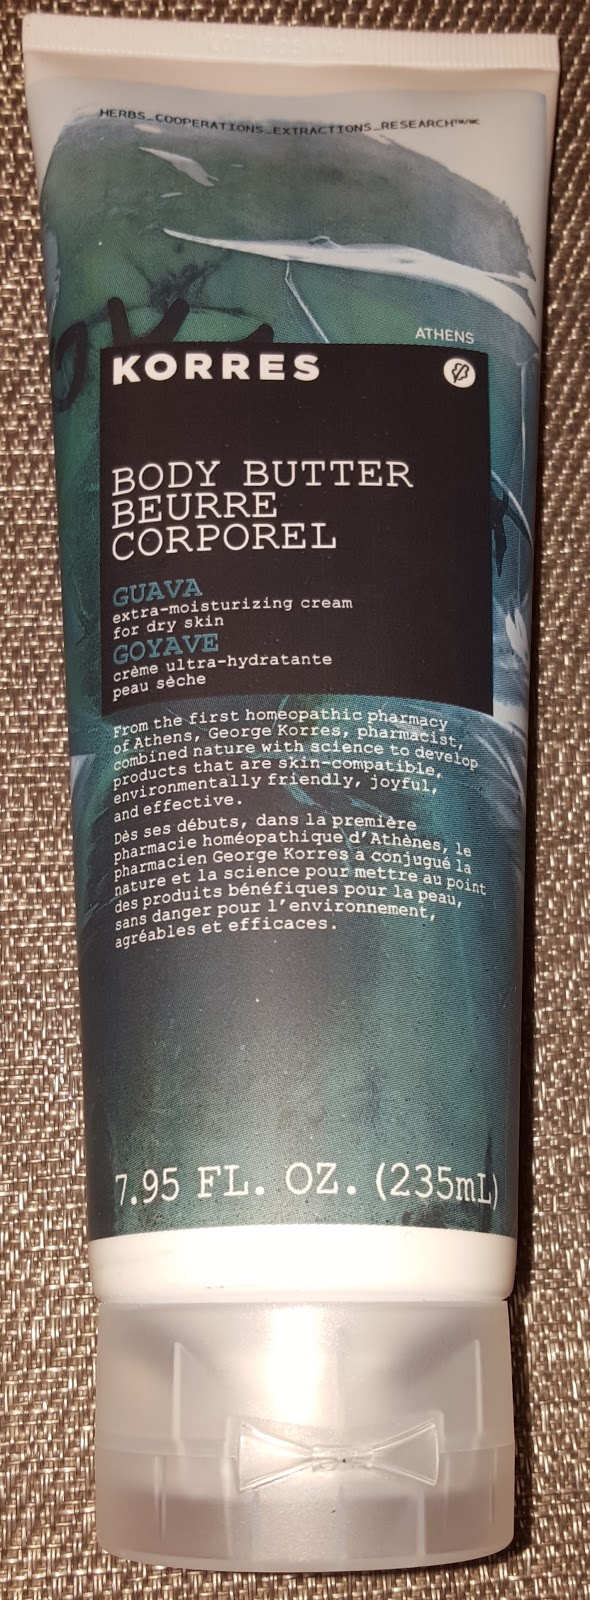 HERBS_COOPERATIONS_EXTRACTIONS_RESEARCH™/MC
ATHENS
KORRES
BODY BUTTER
BEURRE
CORPOREL
GUAVA
extra-moisturizing cream
for dry skin
GOYAVE
crème ultra-hydratante
peau sèche
From the first homeopathic pharmacy
of Athens, George Korres, pharmacist,
combined nature with science to develop
products that are skin-compatible,
environmentally friendly, joyful,
and effective.
Dès ses débuts, dans la première
pharmacie homéopathique d'Athènes, le
pharmacien George Korres a conjugué la
nature et la science pour mettre au point
des produits bénéfiques pour la peau,
sans danger pour l'environnement,
agréables et efficaces.
7.95 FL. OZ. (235mL)